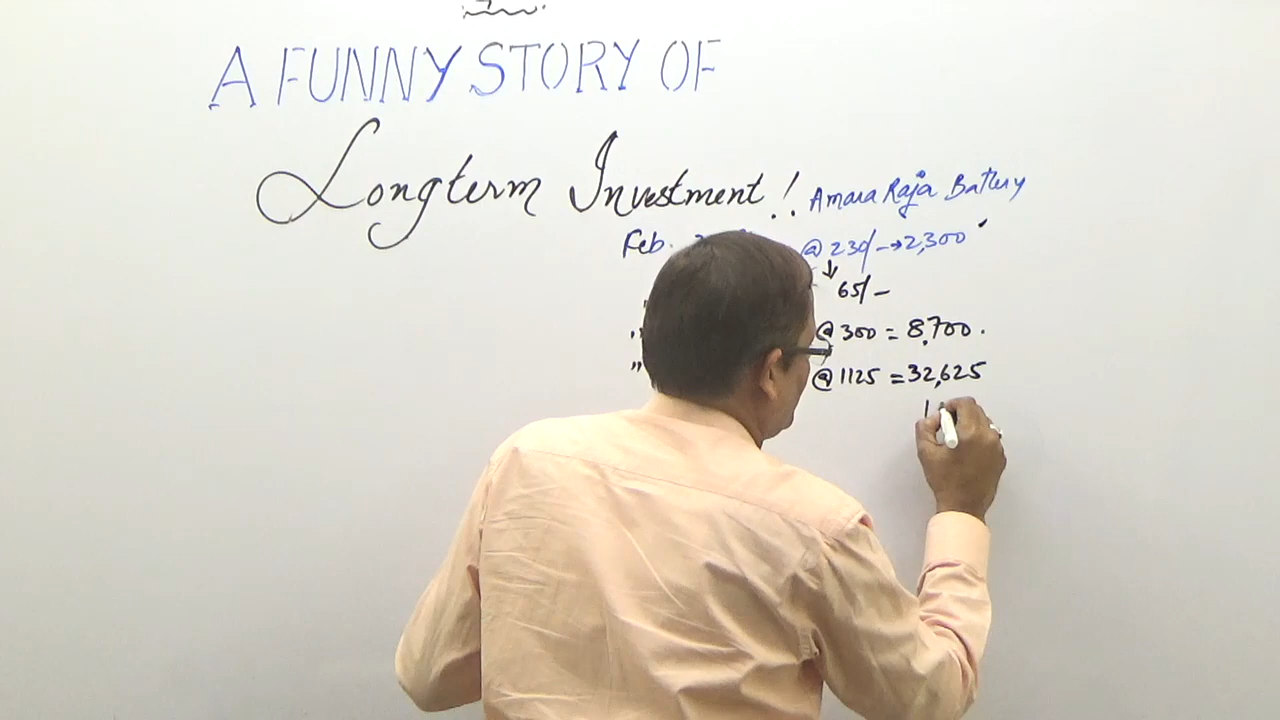 A FUNNY STORY OF
Longterm Investment!
Amara Raja Battery
Feb. @ 230/- → 2,300
↓ 65/-
" @ 300 = 8,700.
" @ 1125 = 32,625
1